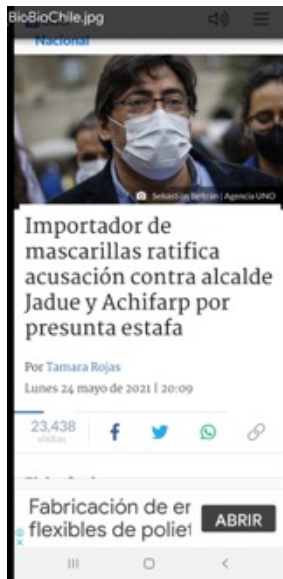 BioBioChile.jpg
Nacional
Sebastián Beltrán | Agencia UNO
Importador de
mascarillas ratifica
acusación contra alcalde
Jadue y Achifarp por
presunta estafa
Por Tamara Rojas
Lunes 24 mayo de 2021 | 20:09
23,438
visitas
Fabricación de er
flexibles de poliet
ABRIR